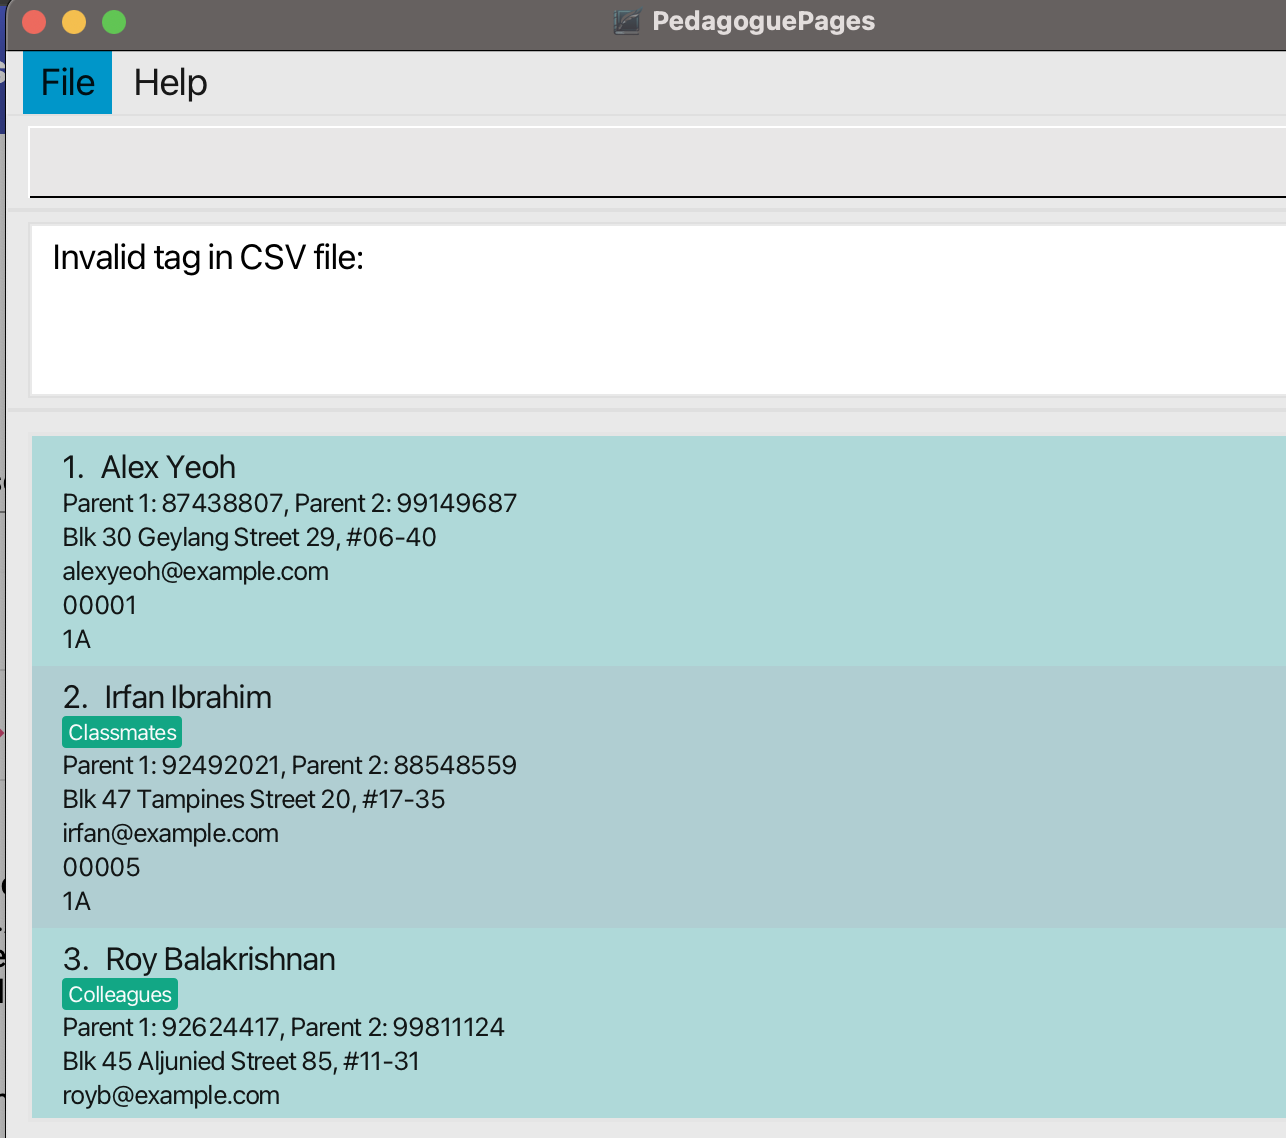 PedagoguePages
File Help
Invalid tag in CSV file:
1. Alex Yeoh
Parent 1: 87438807, Parent 2: 99149687
Blk 30 Geylang Street 29, #06-40
alexyeoh@example.com
00001
1A
2. Irfan Ibrahim
Classmates
Parent 1: 92492021, Parent 2: 88548559
Blk 47 Tampines Street 20, #17-35
irfan@example.com
00005
1A
3. Roy Balakrishnan
Colleagues
Parent 1: 92624417, Parent 2: 99811124
Blk 45 Aljunied Street 85, #11-31
royb@example.com